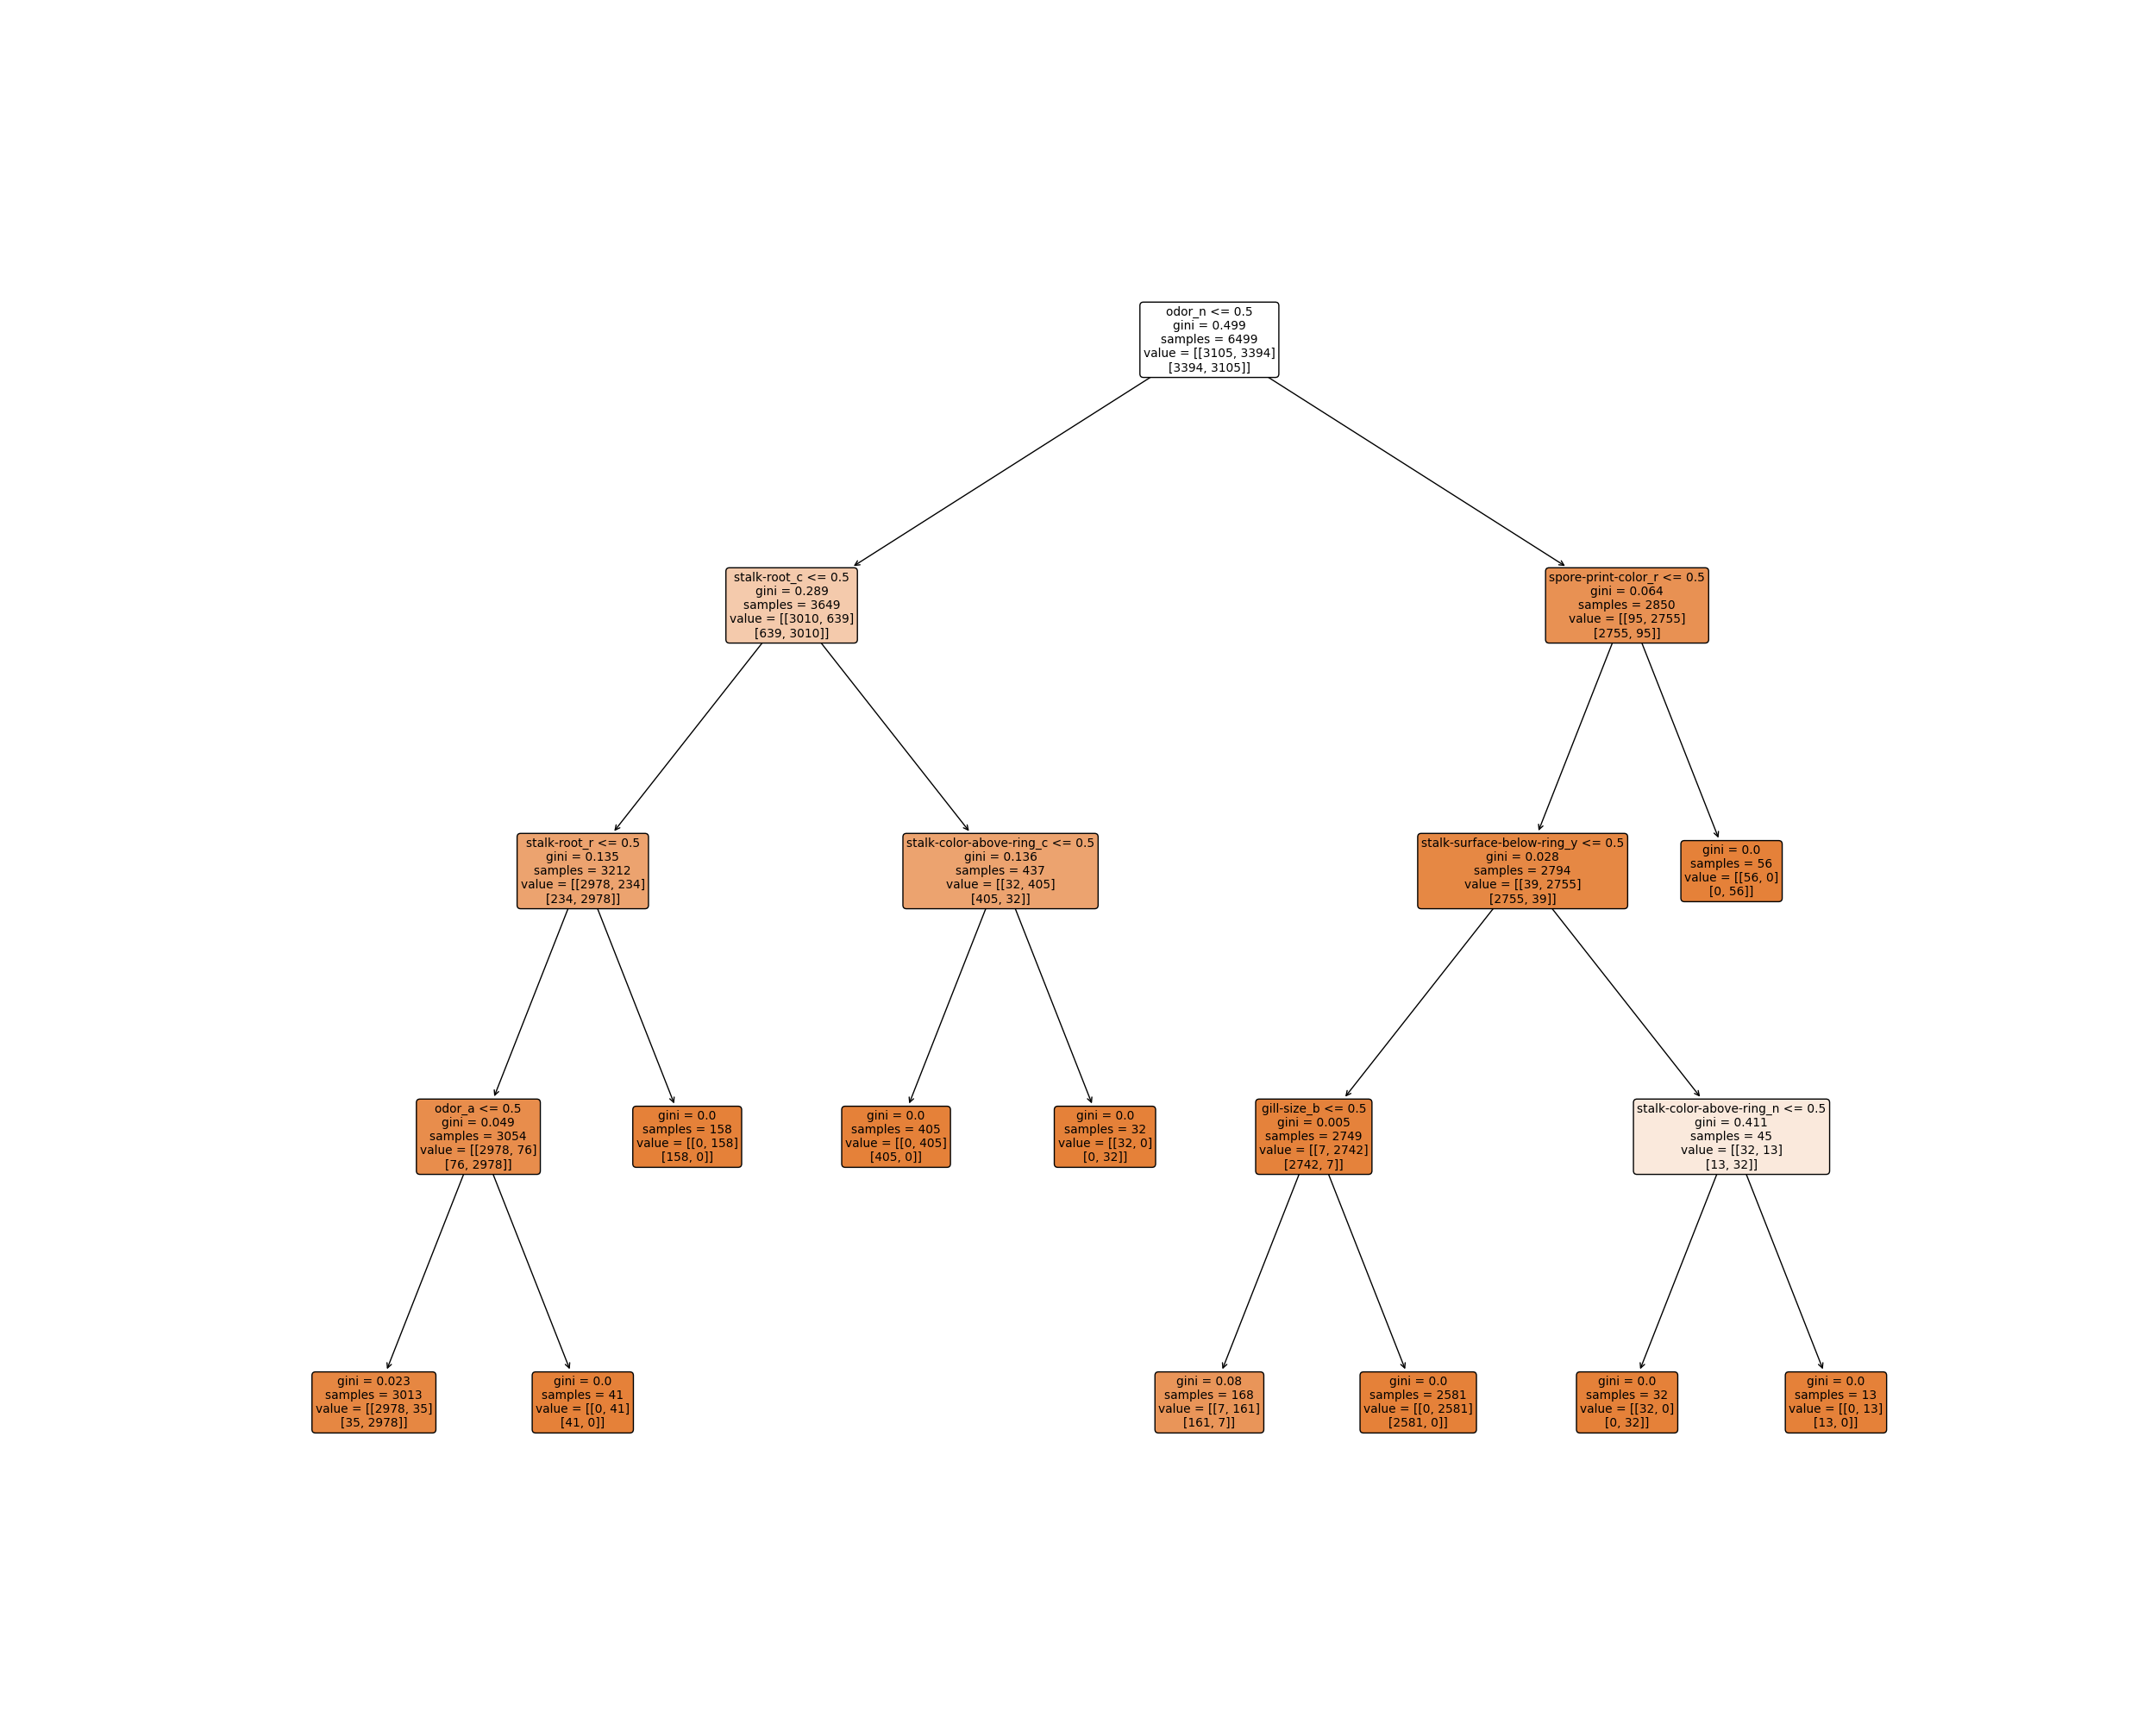 odor_n <= 0.5
gini = 0.499
samples = 6499
value = [[3105, 3394]
[3394, 3105]]
stalk-root_c <= 0.5
gini = 0.289
samples = 3649
value = [[3010, 639]
[639, 3010]]
spore-print-color_r <= 0.5
gini = 0.064
samples = 2850
value = [[95, 2755]
[2755, 95]]
stalk-root_r <= 0.5
gini = 0.135
samples = 3212
value = [[2978, 234]
[234, 2978]]
stalk-color-above-ring_c <= 0.5
gini = 0.136
samples = 437
value = [[32, 405]
[405, 32]]
stalk-surface-below-ring_y <= 0.5
gini = 0.028
samples = 2794
value = [[39, 2755]
[2755, 39]]
gini = 0.0
samples = 56
value = [[56, 0]
[0, 56]]
odor_a <= 0.5
gini = 0.049
samples = 3054
value = [[2978, 76]
[76, 2978]]
gini = 0.0
samples = 158
value = [[0, 158]
[158, 0]]
gini = 0.0
samples = 405
value = [[0, 405]
[405, 0]]
gini = 0.0
samples = 32
value = [[32, 0]
[0, 32]]
gill-size_b <= 0.5
gini = 0.005
samples = 2749
value = [[7, 2742]
[2742, 7]]
stalk-color-above-ring_n <= 0.5
gini = 0.411
samples = 45
value = [[32, 13]
[13, 32]]
gini = 0.023
samples = 3013
value = [[2978, 35]
[35, 2978]]
gini = 0.0
samples = 41
value = [[0, 41]
[41, 0]]
gini = 0.08
samples = 168
value = [[7, 161]
[161, 7]]
gini = 0.0
samples = 2581
value = [[0, 2581]
[2581, 0]]
gini = 0.0
samples = 32
value = [[32, 0]
[0, 32]]
gini = 0.0
samples = 13
value = [[0, 13]
[13, 0]]